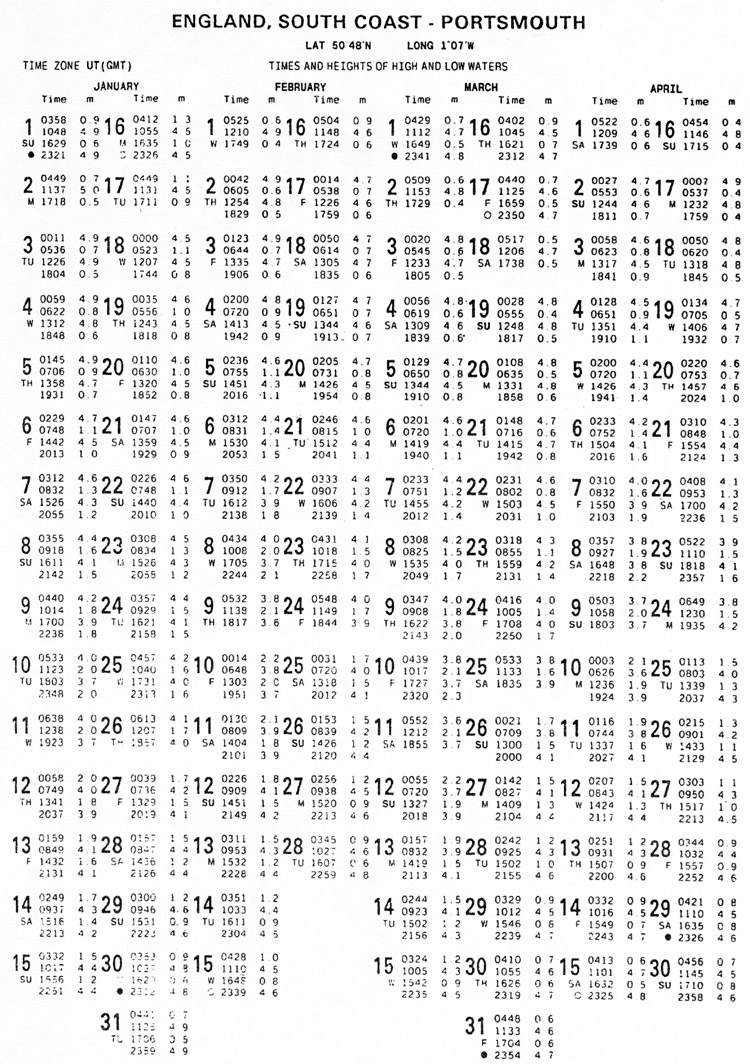 ENGLAND, SOUTH COAST - PORTSMOUTH
LAT 50°48'N LONG 1°07'W
TIME ZONE UT(GMT) TIMES AND HEIGHTS OF HIGH AND LOW WATERS
JANUARY FEBRUARY MARCH APRIL
Time m Time m Time m Time m Time m Time m Time m Time m
1 0358 0.9 16 0412 1 3 1 0525 0.6 16 0504 0 9 1 0429 0.7 16 0402 0.9 1 0522 0.6 16 0454 0 4
1048 4 9 1055 4 5 1210 4 9 1148 4 6 1112 4.7 1045 4.5 1209 4 6 1146 4 8
SU 1629 0 6 M 1635 1 0 W 1749 0 4 TH 1724 0 6 W 1649 0.5 TH 1621 0 7 SA 1739 0 6 SU 1715 0 4
● 2321 4 9 2326 4 5 ● 2341 4.8 2312 4.7
2 0449 0.7 17 0449 1 1 2 0042 4 9 17 0014 4.7 2 0509 0.6 17 0440 0.7 2 0027 4.7 17 0007 4 9
1137 5 0 1131 4 5 0605 0.6 0538 0 7 1153 4.8 1125 4.6 0553 0.6 0537 0.4
M 1718 0.5 TU 1711 0 9 TH 1254 4.8 F 1226 4 6 TH 1729 0.4 F 1659 0.5 SU 1244 4 6 M 1232 4 8
1829 0 5 1759 0 6 O 2350 4.7 1811 0.7 1759 0 4
3 0011 4.9 18 0000 4.5 3 0123 4.9 18 0050 4.7 3 0020 4.8 18 0517 0.5 3 0058 4 6 18 0050 4 8
0536 0 7 0523 1.1 0644 0 7 0614 0 7 0545 0.6 1206 4.7 0623 0.8 0620 0.4
TU 1226 4.9 W 1207 4 5 F 1335 4 7 SA 1305 4 7 F 1233 4.7 SA 1738 0.5 M 1317 4.5 TU 1318 4 8
1804 0.5 1744 0 8 1906 0 6 1835 0 6 1805 0.5 1841 0.9 1845 0.5
4 0059 4.9 19 0035 4 6 4 0200 4 8 19 0127 4 7 4 0056 4.8 19 0028 4.8 4 0128 4.5 19 0134 4.7
0622 0.8 0556 1 0 0720 0 9 0651 0 7 0619 0.6 0555 0.4 0651 0.9 0705 0 5
W 1312 4.8 TH 1243 4 5 SA 1413 4.5 SU 1344 4 6 SA 1309 4 6 SU 1248 4.8 TU 1351 4.4 W 1406 4 7
1848 0.6 1818 0.8 1942 0 9 1913 0 7 1839 0.6 1817 0.5 1910 1.1 1932 0.7
5 0145 4.9 20 0110 4.6 5 0236 4.6 20 0205 4.7 5 0129 4.7 20 0108 4.8 5 0200 4.4 20 0220 4.6
0706 0 9 0630 1.0 0755 1.1 0731 0.8 0650 0.8 0635 0.5 0720 1.1 0753 0.7
TH 1358 4.7 F 1320 4 5 SU 1451 4.3 M 1426 4 5 SU 1344 4.5 M 1331 4.8 W 1426 4.3 TH 1457 4.6
1931 0.7 1852 0.8 2016 1.1 1954 0.8 1910 0.8 1858 0.6 1941 1.4 2024 1.0
6 0229 4.7 21 0147 4.6 6 0312 4.4 21 0246 4.6 6 0201 4.6 21 0148 4.7 6 0233 4.2 21 0310 4.3
0748 1.1 0707 1 0 0831 1.4 0815 1 0 0720 1.0 0716 0.6 0752 1 4 0848 1.0
F 1442 4 5 SA 1359 4.5 M 1530 4.1 TU 1512 4.4 M 1419 4 4 TU 1415 4.7 TH 1504 4.1 F 1554 4.4
2013 1 0 1929 0 9 2053 1 5 2041 1.1 1940 1.1 1942 0.8 2016 1.6 2124 1.3
7 0312 4.6 22 0226 4 6 7 0350 4.2 22 0333 4.4 7 0233 4.4 22 0231 4.6 7 0310 4.0 22 0408 4.1
0832 1.3 0748 1.1 0912 1.7 0907 1.3 0751 1.2 0802 0.8 0832 1.6 0953 1.3
SA 1526 4.3 SU 1440 4.4 TU 1612 3 9 W 1606 4.2 TU 1455 4.2 W 1503 4.5 F 1550 3 9 SA 1700 4.2
2055 1.2 2010 1 0 2138 1 8 2139 1 4 2012 1.4 2031 1.0 2103 1.9 2236 1 5
8 0355 4.4 23 0308 4 5 8 0434 4 0 23 0431 4 1 8 0308 4.2 23 0318 4 3 8 0357 3 8 23 0522 3.9
0918 1 6 0834 1 3 1008 2.0 1018 1.5 0825 1.5 0855 1.1 0927 1.9 1110 1.5
SU 1611 4.1 M 1526 4 3 W 1705 3.7 TH 1715 4 0 W 1535 4 0 TH 1559 4 2 SA 1648 3 8 SU 1818 4 1
2142 1.5 2058 1 2 2244 2.1 2258 1.7 2049 1.7 2131 1 4 2218 2.2 2357 1 6
9 0440 4.2 24 0357 4 4 9 0532 3.8 24 0548 4 0 9 0347 4.0 24 0416 4 0 9 0503 3.7 24 0649 3.8
1014 1.8 0929 1 5 1138 2.1 1149 1 7 0908 1.8 1005 1.4 1058 2.0 1230 1.5
M 1700 3 9 TU 1621 4 1 TH 1817 3.6 F 1844 3 9 TH 1622 3.8 F 1708 4 0 SU 1803 3.7 M 1935 4 2
2238 1.8 2158 1 5 2143 2.0 2250 1 7
10 0533 4.0 25 0457 4 2 10 0014 2 2 25 0031 1.7 10 0439 3.8 25 0533 3 8 10 0003 2 1 25 0113 1.5
1123 2 0 1040 1 6 0648 3 8 0720 4 0 1017 2.1 1133 1 6 0626 3.6 0803 4 0
TU 1803 3 7 W 1731 4 0 F 1303 2 0 SA 1318 1 5 F 1727 3.7 SA 1835 3.9 M 1236 1.9 TU 1339 1 3
2348 2 0 2313 1 6 1951 3.7 2012 4 1 2320 2.3 1924 3.9 2037 4 3
11 0638 4 0 26 0613 4 1 11 0130 2.1 26 0153 1 5 11 0552 3.6 26 0021 1.7 11 0116 1.9 26 0215 1.3
1238 2 0 1207 1 7 0809 3.9 0839 4 2 1212 2.1 0709 3.8 0744 3 8 0901 4.2
W 1923 3 7 TH 1857 4 0 SA 1404 1 8 SU 1426 1 2 SA 1855 3.7 SU 1300 1 5 TU 1337 1 6 W 1433 1 1
2101 3 9 2120 4 4 2000 4 1 2027 4 1 2129 4 5
12 0058 2 0 27 0039 1.7 12 0226 1.8 27 0256 1 2 12 0055 2.2 27 0142 1 5 12 0207 1.5 27 0303 1 1
0749 4 0 0736 4 2 0909 4 1 0938 4 5 0720 3.7 0827 4 1 0843 4.1 0950 4 3
TH 1341 1 8 F 1329 1 5 SU 1451 1.5 M 1520 0 9 SU 1327 1.9 M 1409 1 3 W 1424 1.3 TH 1517 1 0
2037 3.9 2019 4 1 2149 4 2 2213 4 6 2018 3.9 2104 4 4 2117 4 4 2213 4.5
13 0159 1.9 28 0157 1 5 13 0311 1 5 28 0345 0 9 13 0157 1 9 28 0242 1 2 13 0251 1 2 28 0344 0.9
0849 4.1 0847 4 4 0953 4.3 1027 4 6 0832 3.9 0925 4 3 0931 4 3 1032 4 4
F 1432 1.6 SA 1436 1 2 M 1532 1.2 TU 1607 0 6 M 1419 1 5 TU 1502 1 0 TH 1507 0 9 F 1557 0.9
2131 4 1 2126 4 4 2228 4 4 2259 4 8 2113 4.1 2155 4 6 2200 4.6 2252 4 6
14 0249 1.7 29 0300 1 2 14 0351 1.2 14 0244 1.5 29 0329 0.9 14 0332 0 9 29 0421 0 8
0937 4 3 0946 4.6 1033 4.4 0923 4 1 1012 4 5 1016 4 5 1110 4 5
SA 1516 1.4 SU 1531 0.9 TU 1611 0 9 TU 1502 1 2 W 1546 0 6 F 1549 0 7 SA 1635 0 8
2213 4 2 2223 4.6 2304 4 5 2156 4 3 2239 4 7 2243 4 7 ● 2326 4 6
15 0332 1 5 30 0353 0 9 15 0428 1.0 15 0324 1 2 30 0410 0 7 15 0413 0 6 30 0456 0 7
1017 4 4 1037 4 8 1110 4 5 1005 4 3 1055 4 6 1101 4 7 1145 4 5
SU 1556 1 2 M W 1648 0 8 W 1542 0 9 TH 1626 0 6 SA 1632 0 5 SU 1710 0 8
2251 4 4 ● 2312 4 8 2339 4 6 2235 4 5 2319 4 7 2325 4 8 2358 4 6
31 0441 0 7 31 0448 0 6
1126 4 9 1133 4 6
TU 1706 0 5 F 1704 0 6
2359 4 9 ● 2354 4 7